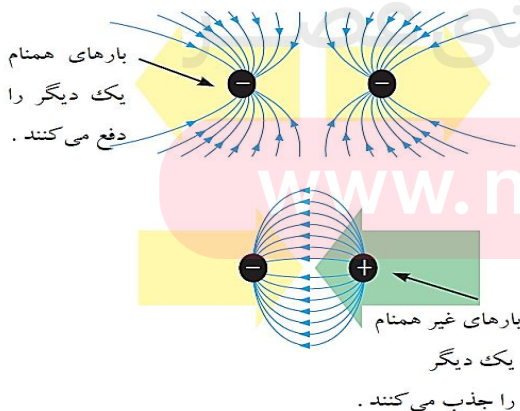 بارهای همنام
یک دیگر را
دفع می‌کنند .
−
−
www.n
−
+
بارهای غیر همنام
یک دیگر
را جذب می‌کنند .